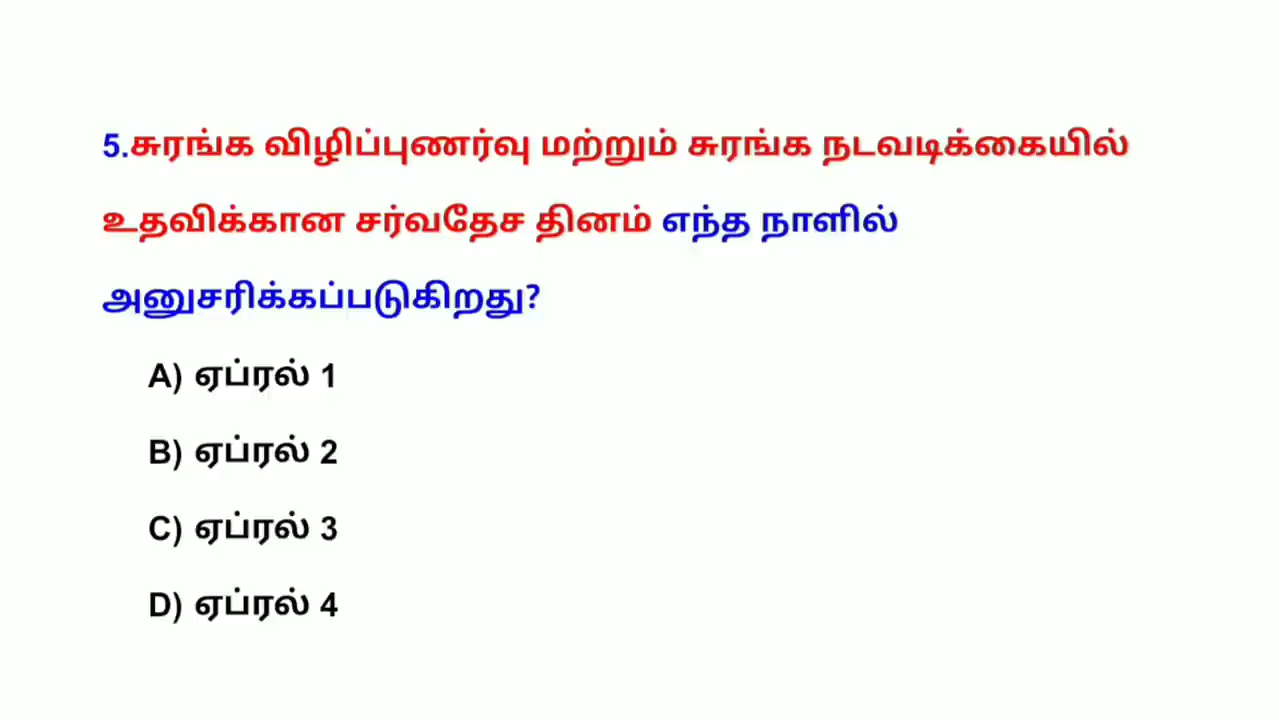 5.சுரங்க விழிப்புணர்வு மற்றும் சுரங்க நடவடிக்கையில்
உதவிக்கான சர்வதேச தினம் எந்த நாளில்
அனுசரிக்கப்படுகிறது?
A) ஏப்ரல் 1
B) ஏப்ரல் 2
C) ஏப்ரல் 3
D) ஏப்ரல் 4